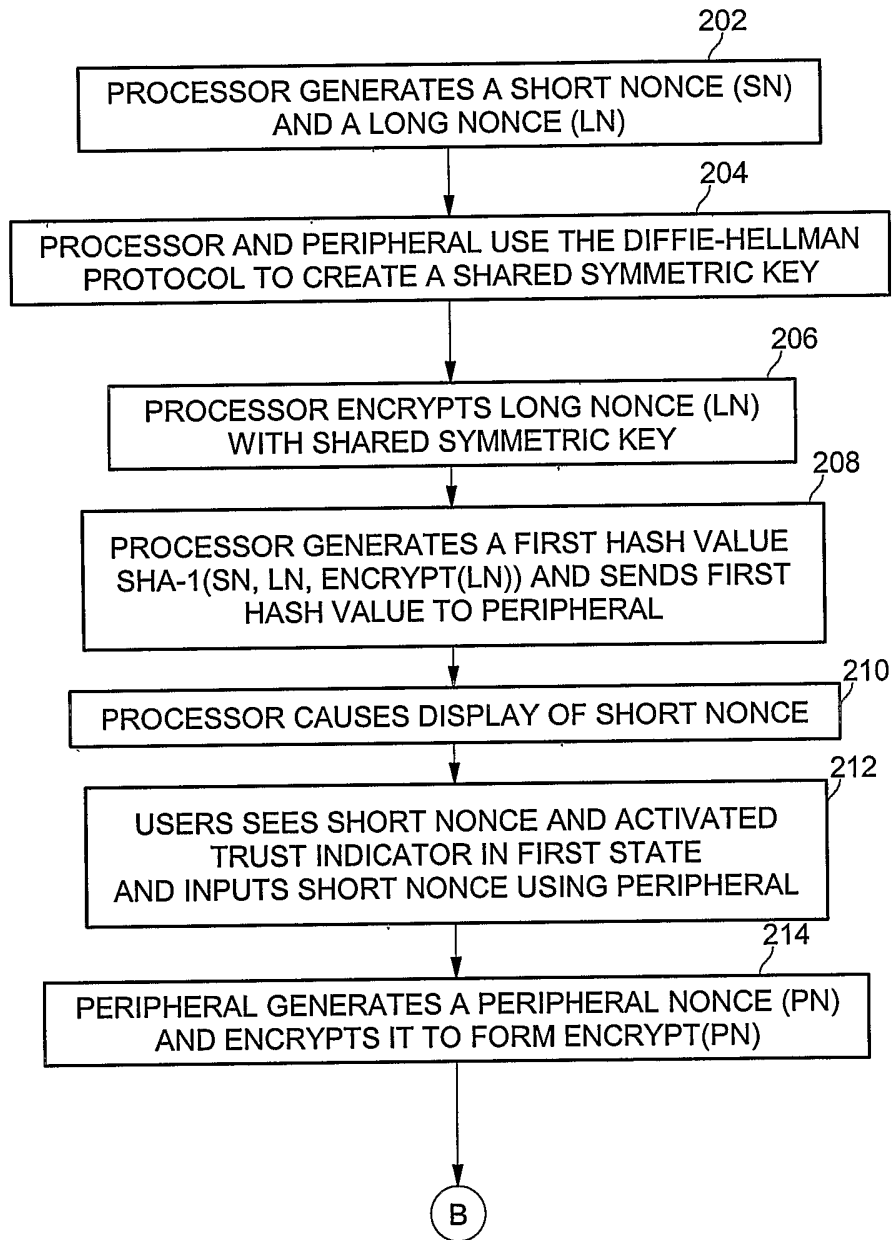 202
PROCESSOR GENERATES A SHORT NONCE (SN)
AND A LONG NONCE (LN)
204
PROCESSOR AND PERIPHERAL USE THE DIFFIE-HELLMAN
PROTOCOL TO CREATE A SHARED SYMMETRIC KEY
206
PROCESSOR ENCRYPTS LONG NONCE (LN)
WITH SHARED SYMMETRIC KEY
208
PROCESSOR GENERATES A FIRST HASH VALUE
SHA-1(SN, LN, ENCRYPT(LN)) AND SENDS FIRST
HASH VALUE TO PERIPHERAL
210
PROCESSOR CAUSES DISPLAY OF SHORT NONCE
212
USERS SEES SHORT NONCE AND ACTIVATED
TRUST INDICATOR IN FIRST STATE
AND INPUTS SHORT NONCE USING PERIPHERAL
214
PERIPHERAL GENERATES A PERIPHERAL NONCE (PN)
AND ENCRYPTS IT TO FORM ENCRYPT(PN)
B